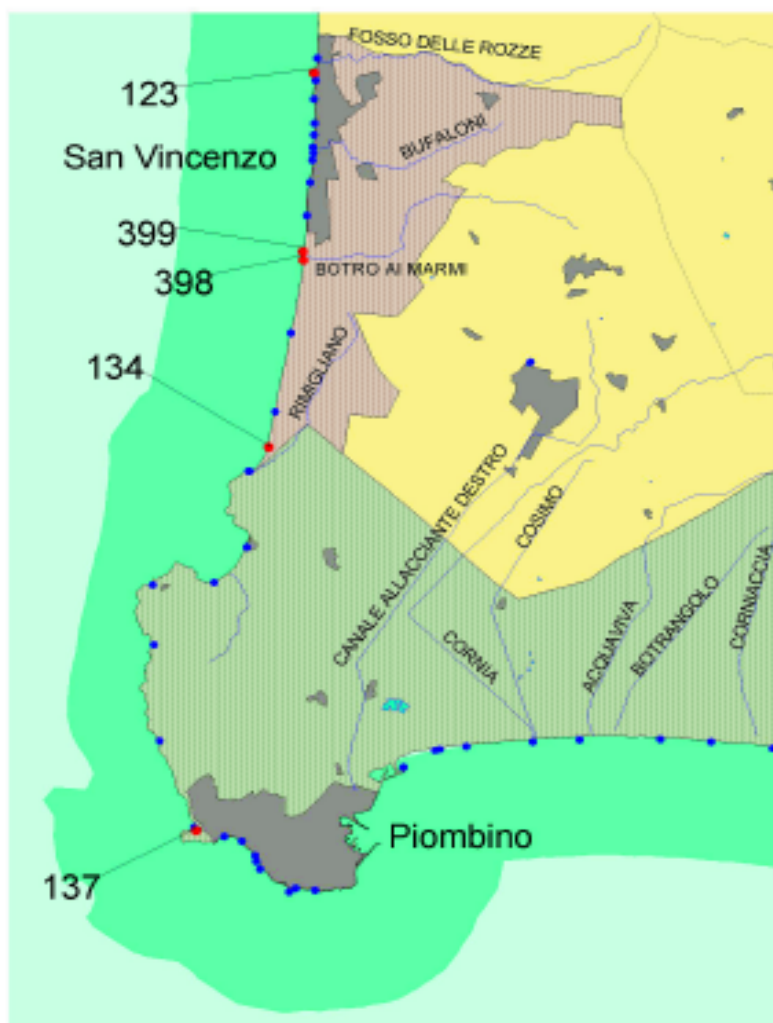 FOSSO DELLE ROZZE
123
BUFALONI
San Vincenzo
399
BOTRO AI MARMI
398
RIMIGLIANO
134
CANALE ALLACCIANTE DESTRO
COSIMO
CORNIA
ACQUAVIVA
BOTRANGOLO
CORNIACCIA
Piombino
137